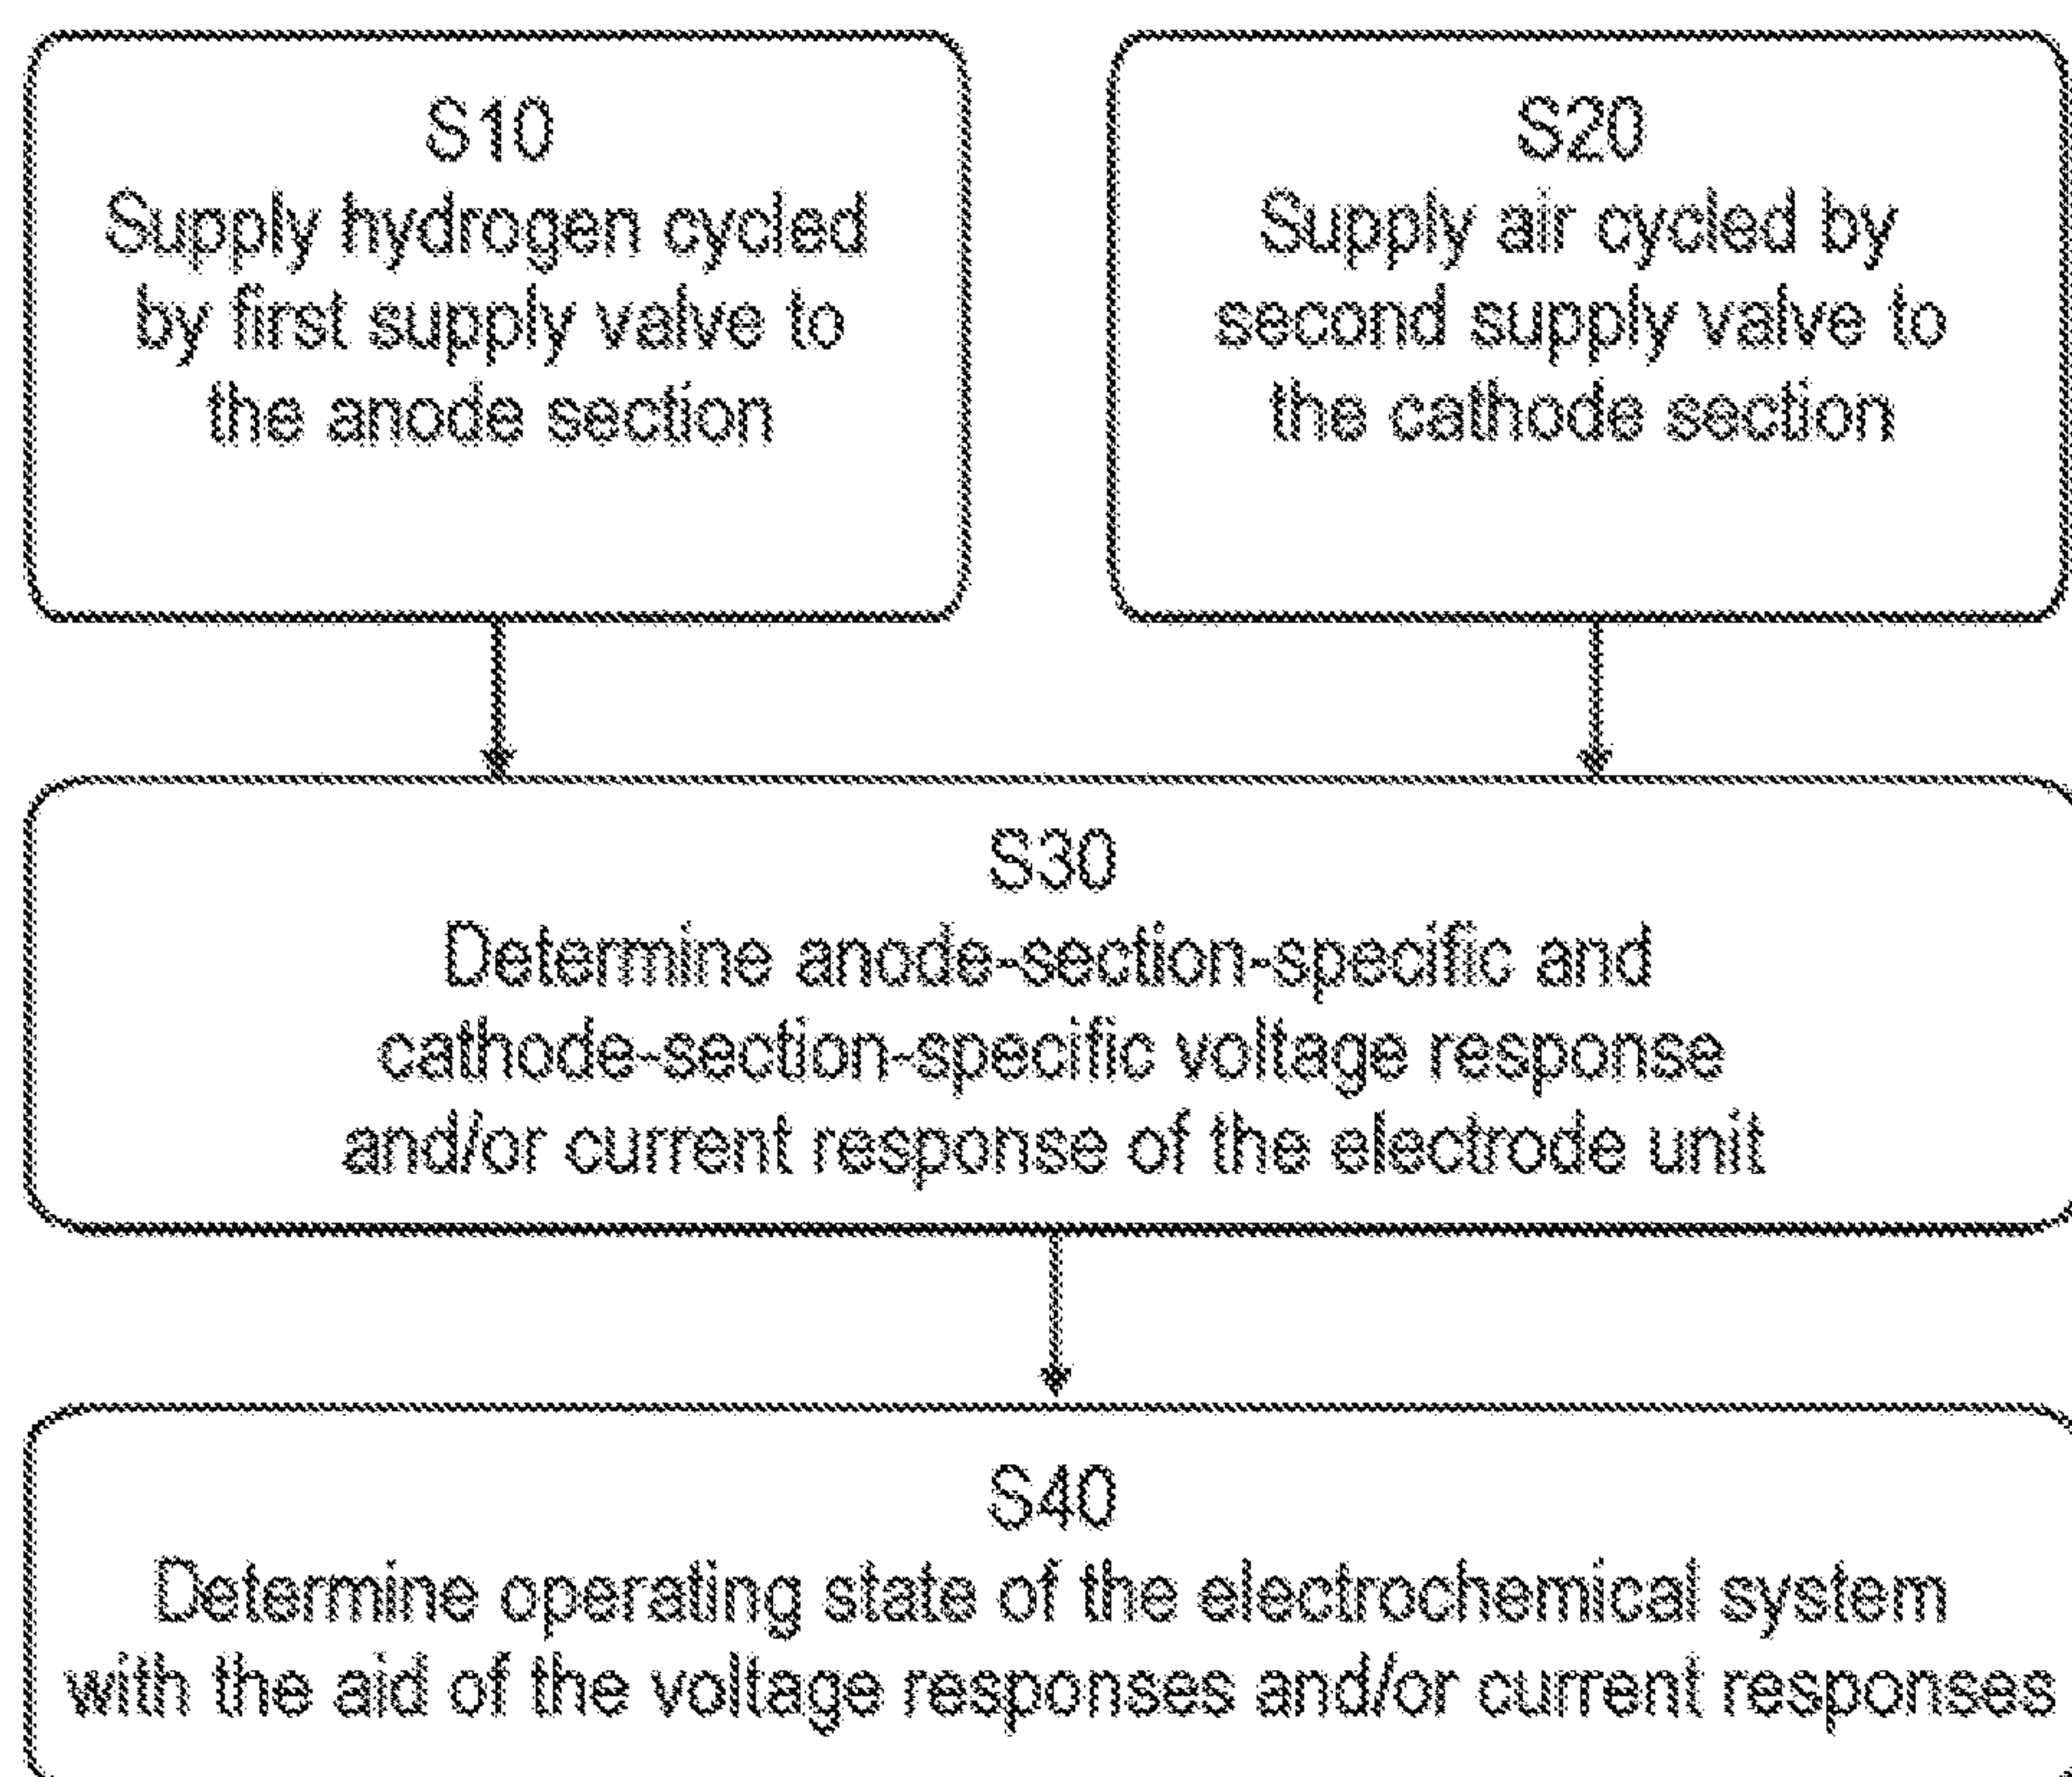 S10
Supply hydrogen cycled
by first supply valve to
the anode section
S20
Supply air cycled by
second supply valve to
the cathode section
S30
Determine anode-section-specific and
cathode-section-specific voltage response
and/or current response of the electrode unit
S40
Determine operating state of the electrochemical system
with the aid of the voltage responses and/or current responses